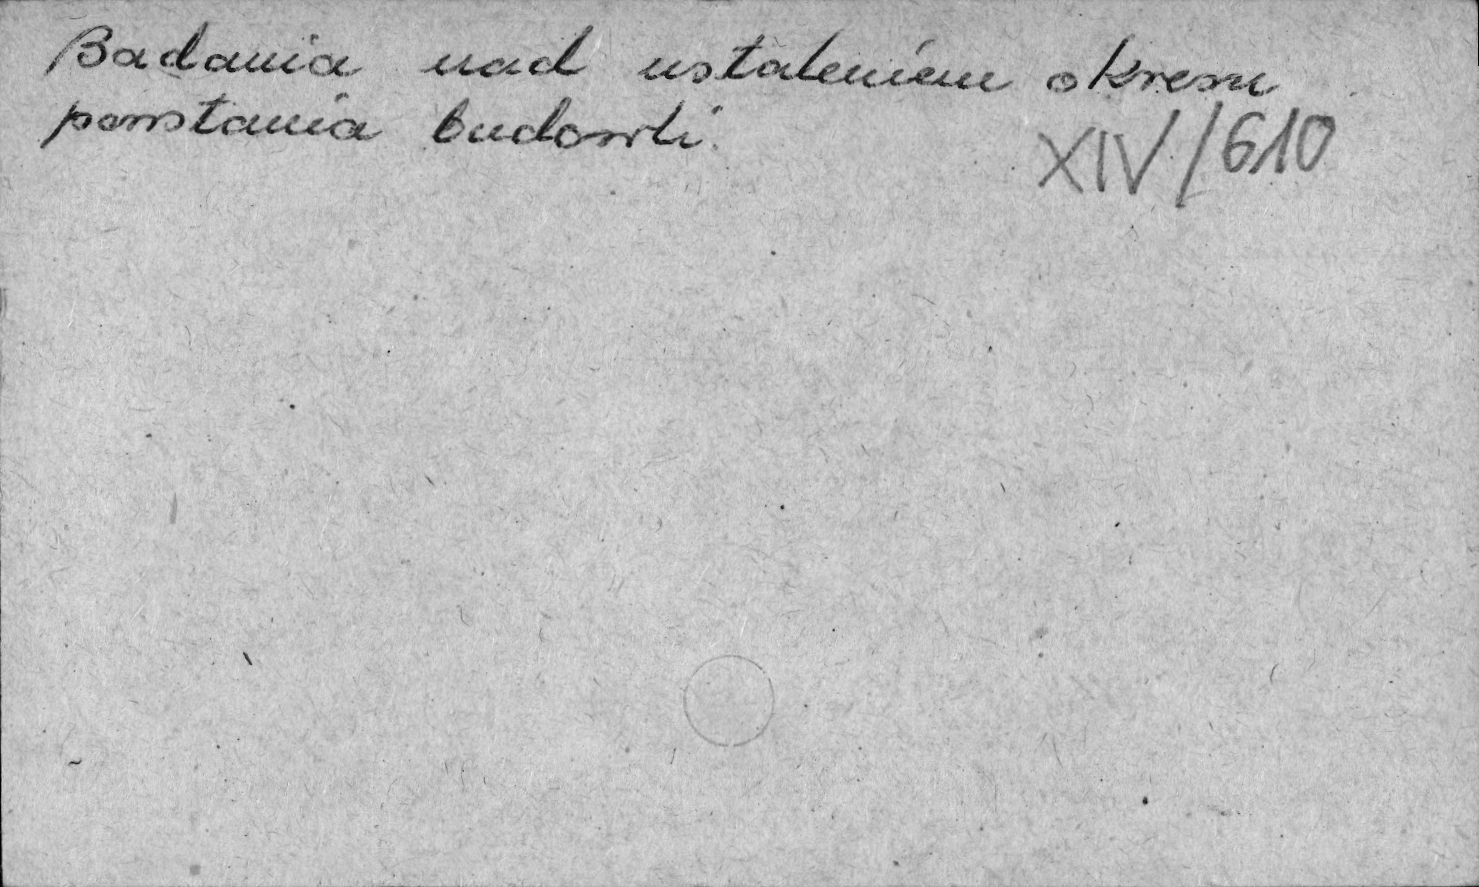 Badania nad ustaleniem okresu
powstania budowli.
XIV/610